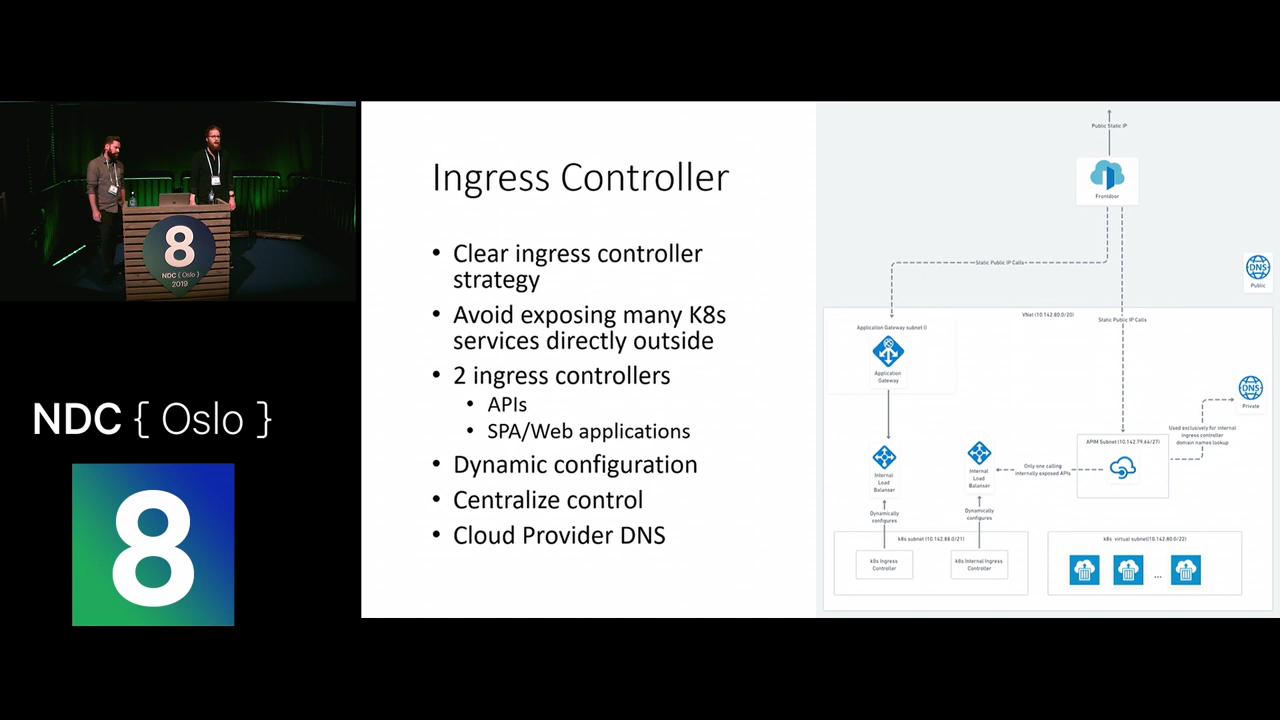 8
NDC { Oslo }
2019
NDC { Oslo }
8
Ingress Controller
• Clear ingress controller
strategy
• Avoid exposing many K8s
services directly outside
• 2 ingress controllers
• APIs
• SPA/Web applications
• Dynamic configuration
• Centralize control
• Cloud Provider DNS
Public Static IP
Frontdoor
Static Public IP Calls
DNS
Public
VNet (10.142.80.0/20)
Static Public IP Calls
Application Gateway subnet ()
Application
Gateway
DNS
Private
Used exclusively for internal
ingress controller
domain names lookup
APIM Subnet (10.142.79.64/27)
Internal
Load
Balanser
Internal
Load
Balanser
Only one calling
internally exposed APIs
Dynamically
configures
Dynamically
configures
k8s subnet (10.142.88.0/21)
k8s Ingress
Controller
k8s Internal Ingress
Controller
k8s virtual subnet(10.142.80.0/22)
...